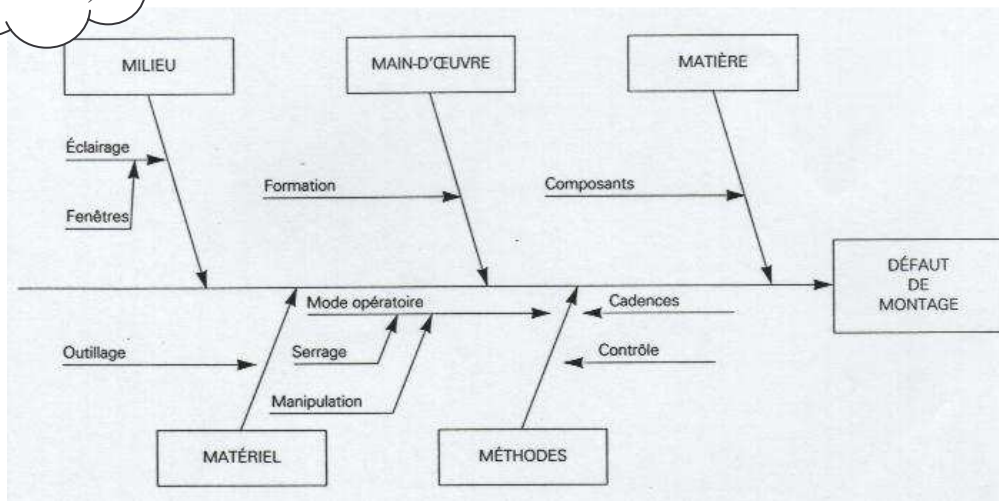 MILIEU
MAIN-D'ŒUVRE
MATIÈRE
Éclairage
Fenêtres
Formation
Composants
DÉFAUT
DE
MONTAGE
Mode opératoire
Cadences
Outillage
Serrage
Contrôle
Manipulation
MATÉRIEL
MÉTHODES